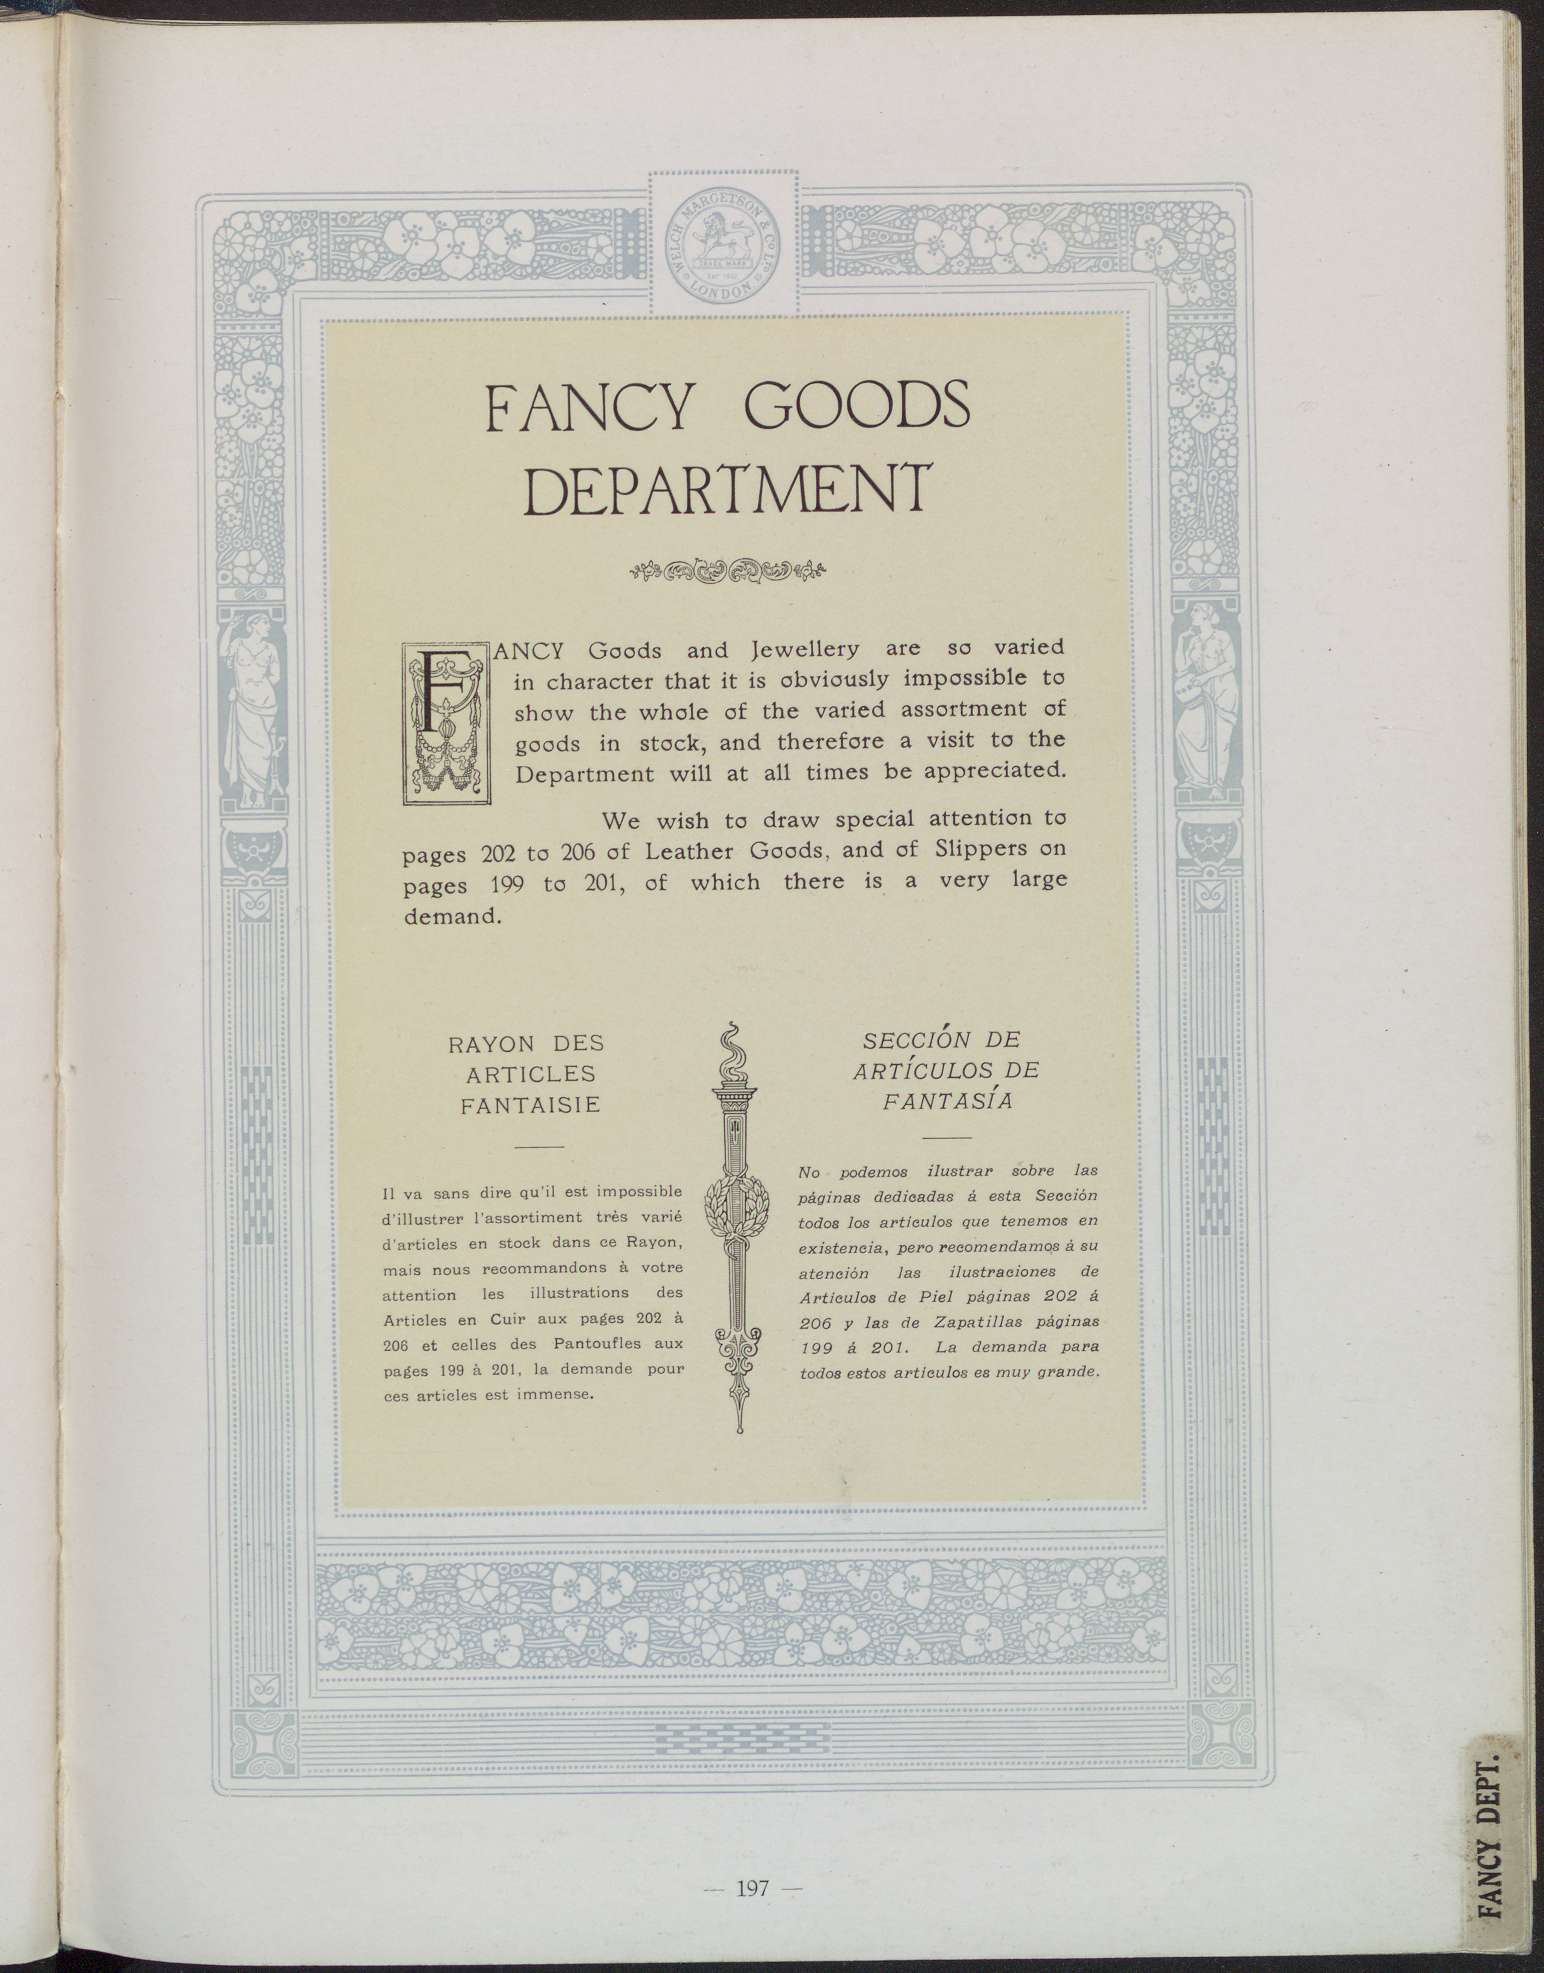 WELCH MARGETSON & CO LTD
TRADE MARK
LONDON
FANCY GOODS
DEPARTMENT
FANCY Goods and Jewellery are so varied
in character that it is obviously impossible to
show the whole of the varied assortment of
goods in stock, and therefore a visit to the
Department will at all times be appreciated.
We wish to draw special attention to
pages 202 to 206 of Leather Goods, and of Slippers on
pages 199 to 201, of which there is a very large
demand.
RAYON DES
ARTICLES
FANTAISIE
Il va sans dire qu'il est impossible
d'illustrer l'assortiment très varié
d'articles en stock dans ce Rayon,
mais nous recommandons à votre
attention les illustrations des
Articles en Cuir aux pages 202 à
206 et celles des Pantoufles aux
pages 199 à 201, la demande pour
ces articles est immense.
SECCIÓN DE
ARTÍCULOS DE
FANTASÍA
No podemos ilustrar sobre las
páginas dedicadas á esta Sección
todos los articulos que tenemos en
existencia, pero recomendamos á su
atención las ilustraciones de
Articulos de Piel páginas 202 á
206 y las de Zapatillas páginas
199 á 201. La demanda para
todos estos articulos es muy grande.
— 197 —
FANCY DEPT.